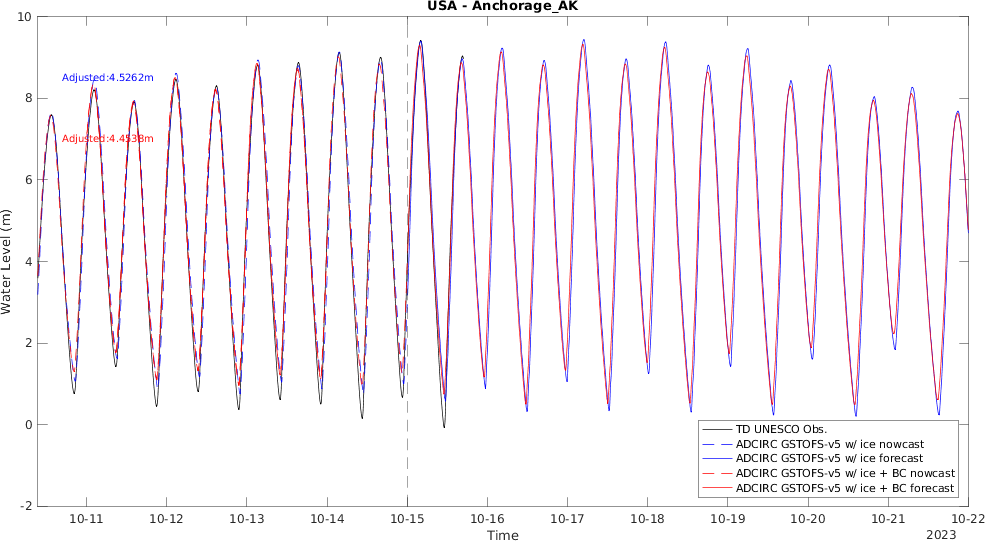 USA - Anchorage_AK
10
8
6
4
2
0
-2
Water Level (m)
Adjusted:4.5262m
Adjusted:4.4538m
TD UNESCO Obs.
ADCIRC GSTOFS-v5 w/ ice nowcast
ADCIRC GSTOFS-v5 w/ ice forecast
ADCIRC GSTOFS-v5 w/ ice + BC nowcast
ADCIRC GSTOFS-v5 w/ ice + BC forecast
10-11 10-12 10-13 10-14 10-15 10-16 10-17 10-18 10-19 10-20 10-21 10-22
Time
2023